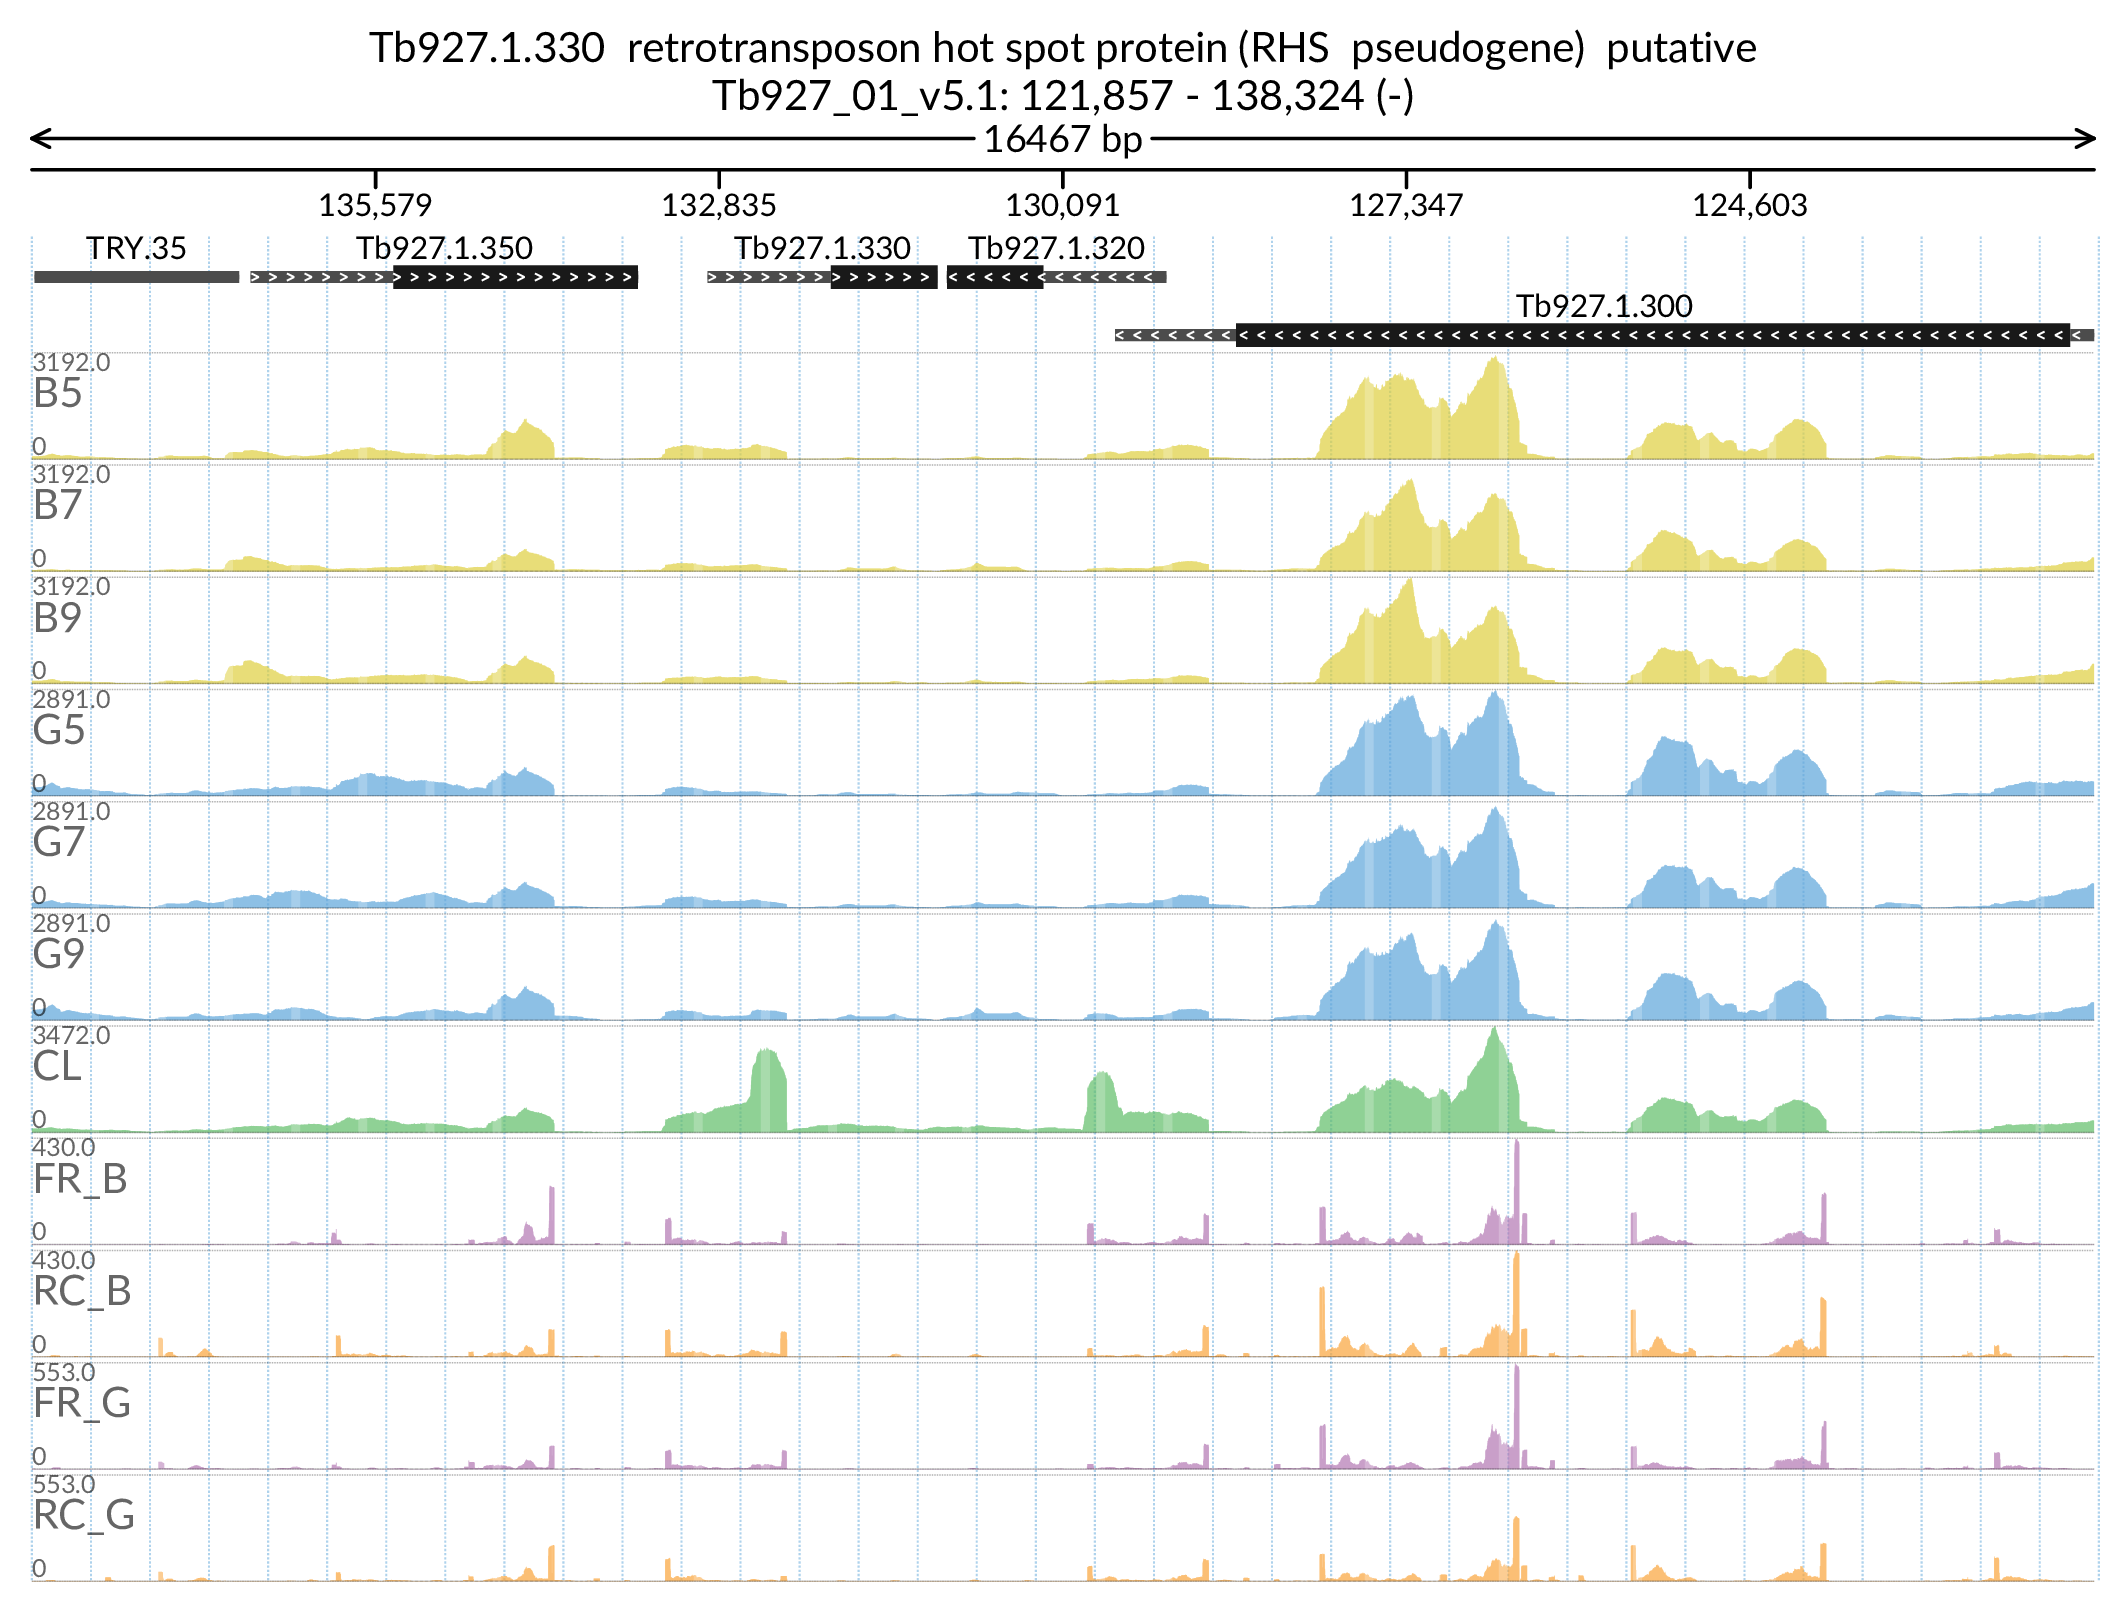 Tb927.1.330  retrotransposon hot spot protein (RHS  pseudogene)  putative
Tb927_01_v5.1: 121,857 - 138,324 (-)
16467 bp
135,579 132,835 130,091 127,347 124,603
TRY.35 Tb927.1.350 Tb927.1.330 Tb927.1.320
Tb927.1.300
3192.0
B5
0
3192.0
B7
0
3192.0
B9
0
2891.0
G5
0
2891.0
G7
0
2891.0
G9
0
3472.0
CL
0
430.0
FR_B
0
430.0
RC_B
0
553.0
FR_G
0
553.0
RC_G
0